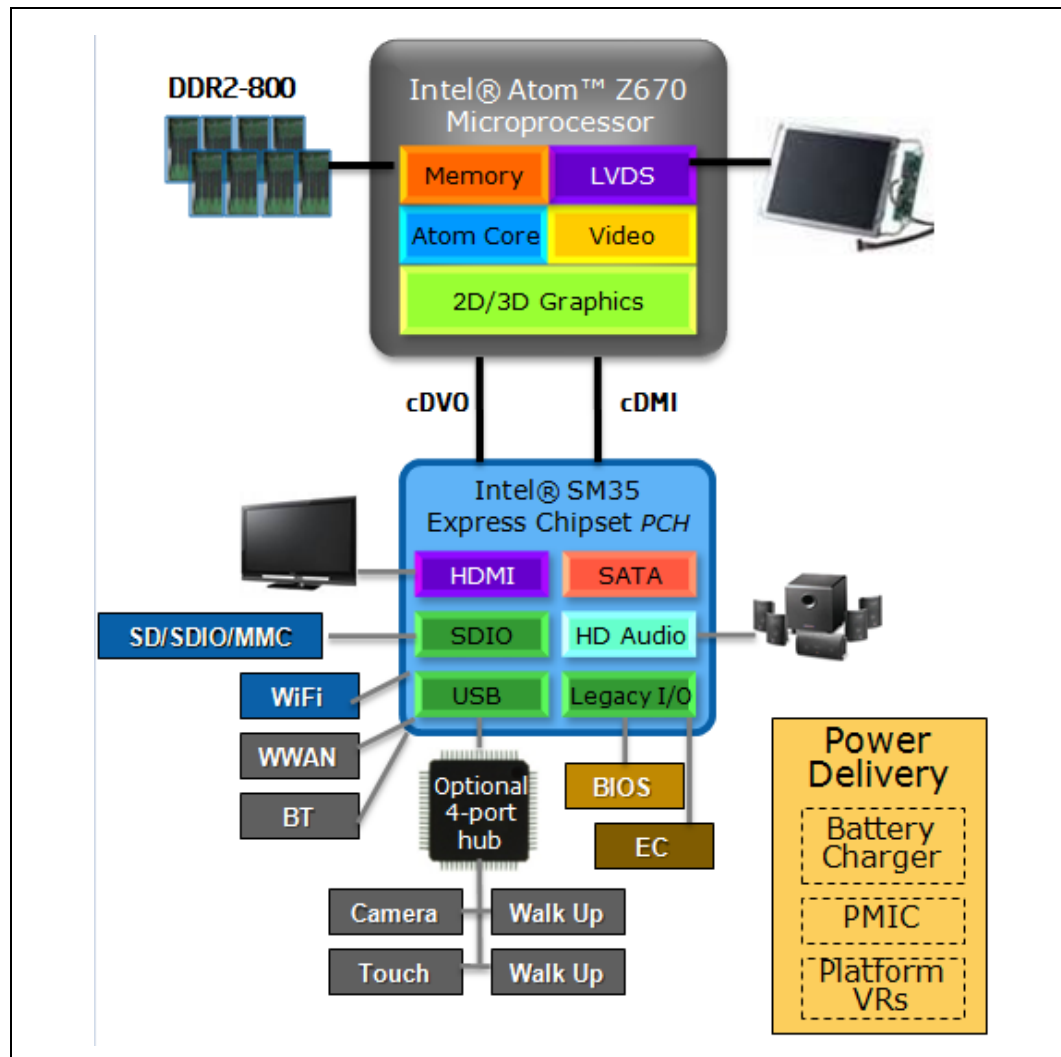 DDR2-800
Intel® Atom™ Z670
Microprocessor
Memory
LVDS
Atom Core
Video
2D/3D Graphics
cDVO
cDMI
Intel® SM35
Express Chipset PCH
HDMI
SATA
SD/SDIO/MMC
SDIO
HD Audio
WiFi
USB
Legacy I/O
WWAN
BT
Optional
4-port
hub
BIOS
EC
Camera
Walk Up
Touch
Walk Up
Power
Delivery
Battery
Charger
PMIC
Platform
VRs